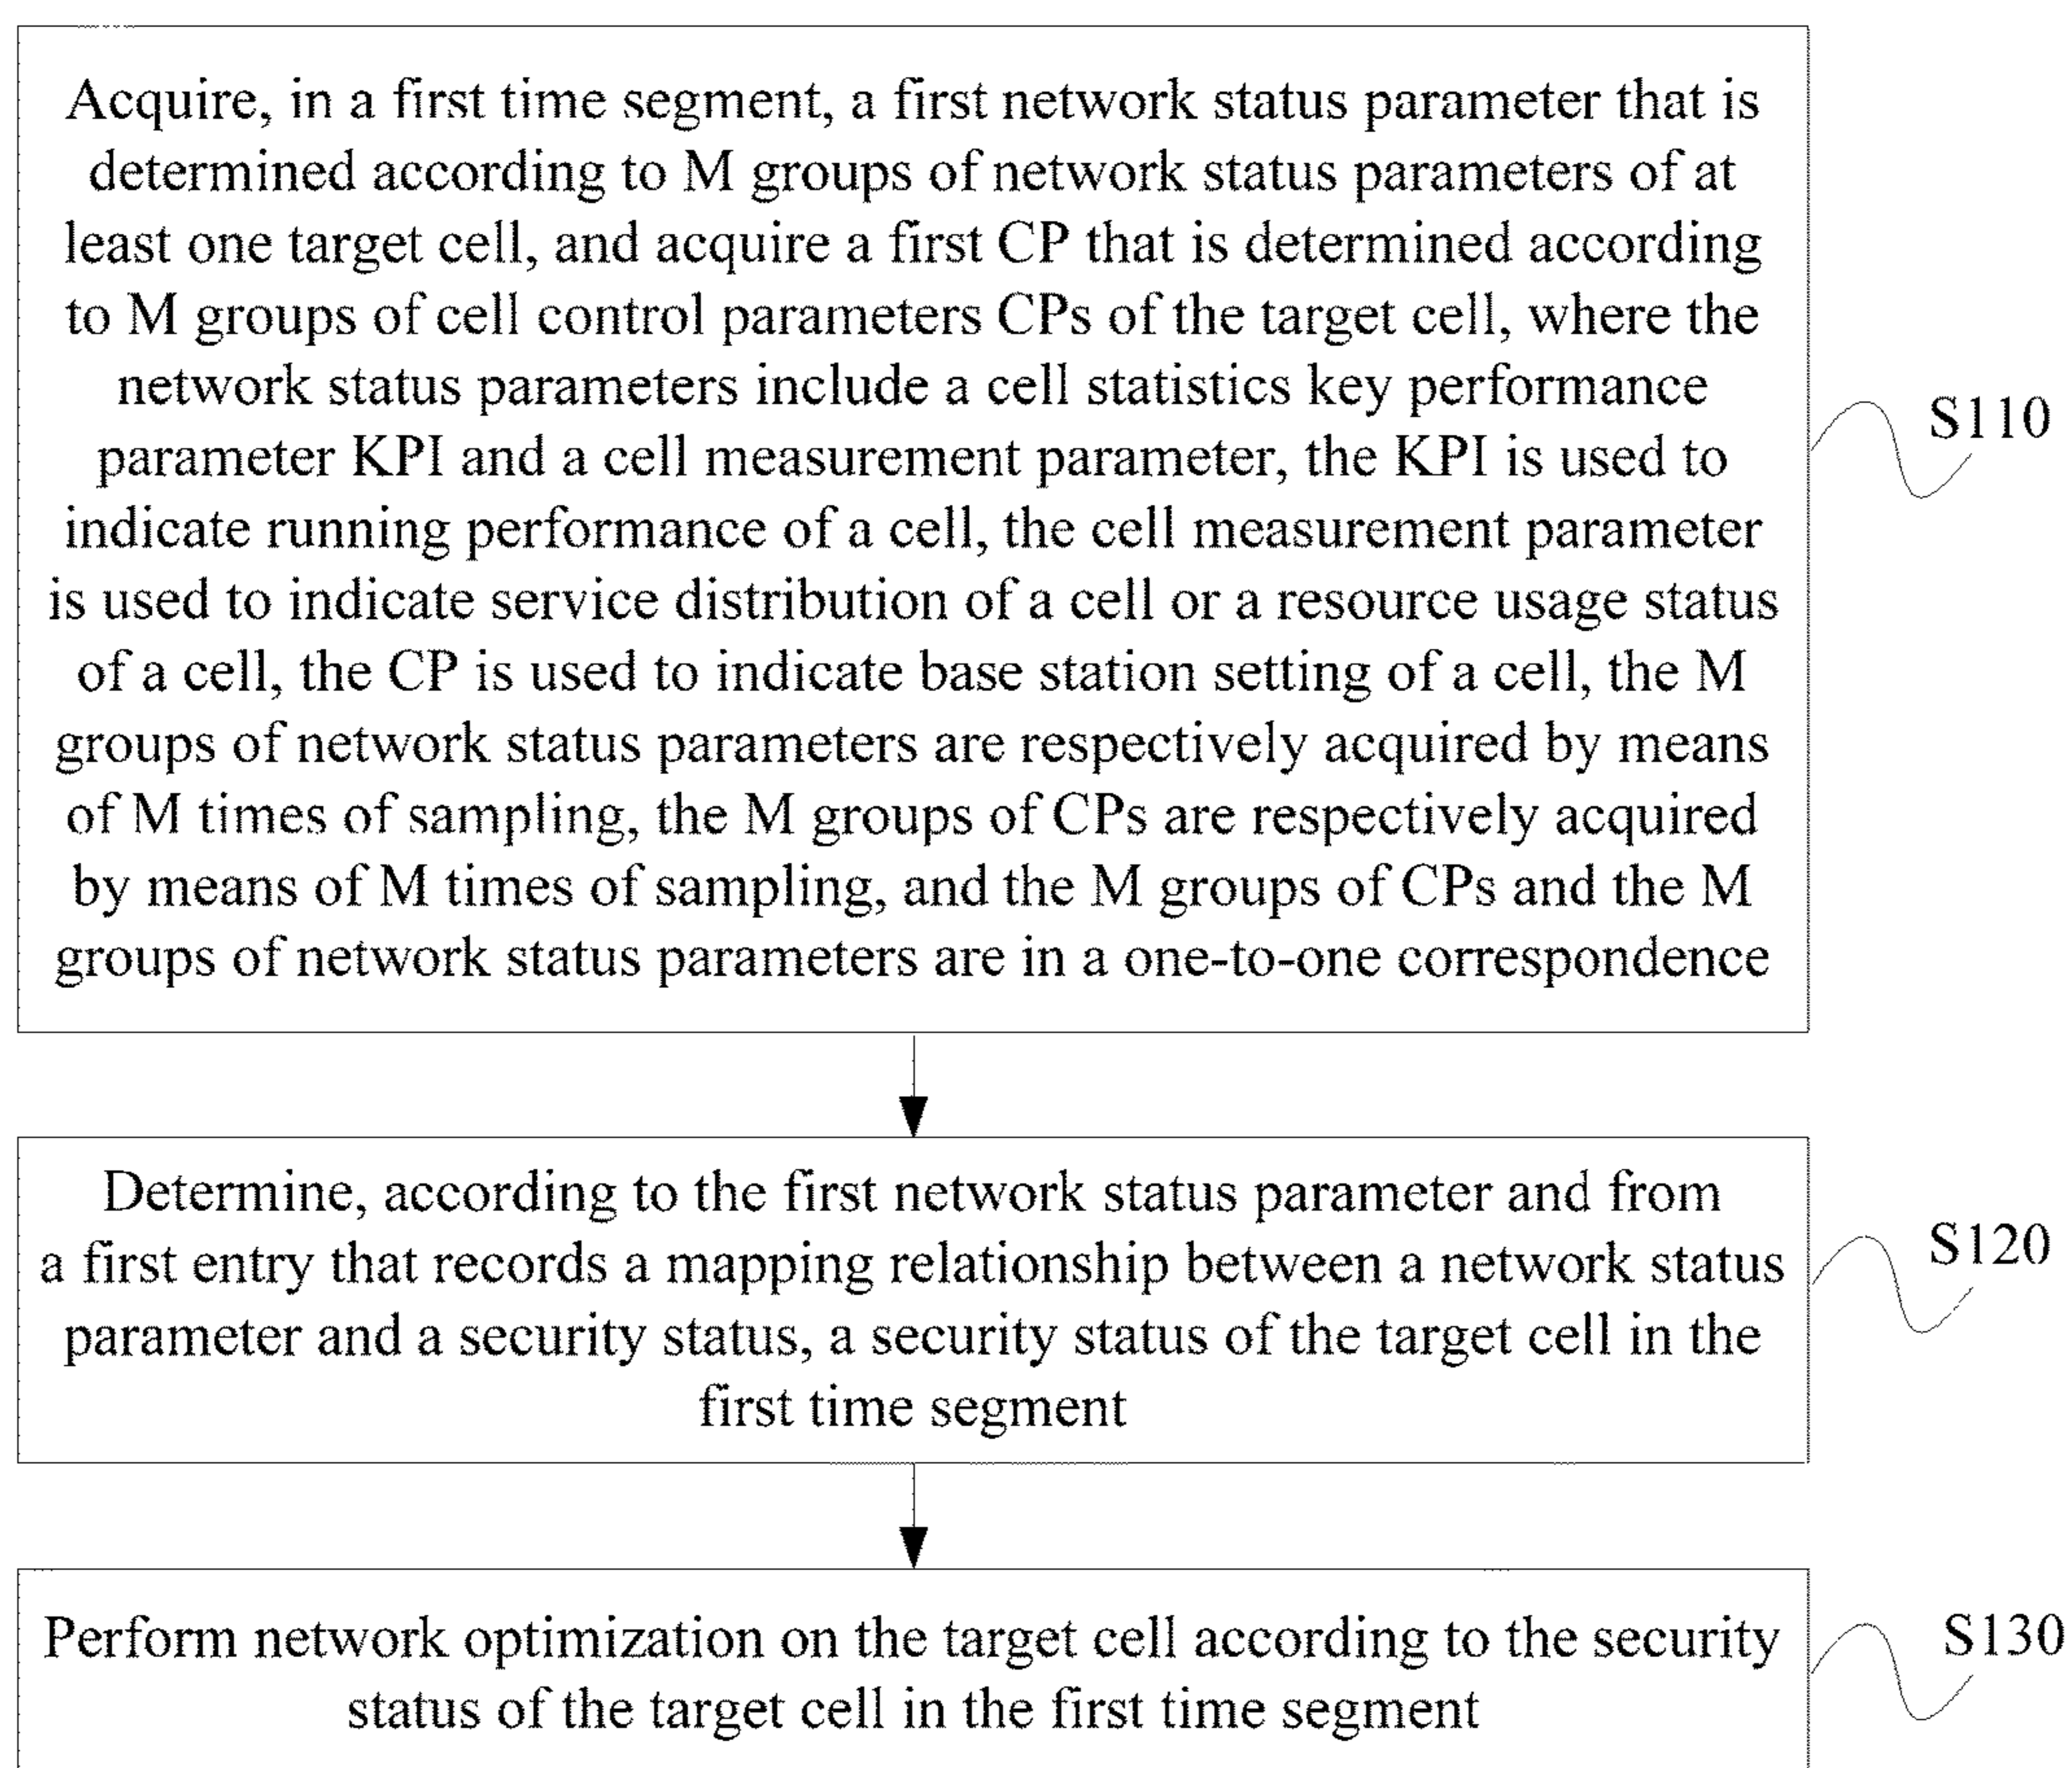 Acquire, in a first time segment, a first network status parameter that is
determined according to M groups of network status parameters of at
least one target cell, and acquire a first CP that is determined according
to M groups of cell control parameters CPs of the target cell, where the
network status parameters include a cell statistics key performance
parameter KPI and a cell measurement parameter, the KPI is used to
indicate running performance of a cell, the cell measurement parameter
is used to indicate service distribution of a cell or a resource usage status
of a cell, the CP is used to indicate base station setting of a cell, the M
groups of network status parameters are respectively acquired by means
of M times of sampling, the M groups of CPs are respectively acquired
by means of M times of sampling, and the M groups of CPs and the M
groups of network status parameters are in a one-to-one correspondence
S110
Determine, according to the first network status parameter and from
a first entry that records a mapping relationship between a network status
parameter and a security status, a security status of the target cell in the
first time segment
S120
Perform network optimization on the target cell according to the security
status of the target cell in the first time segment
S130